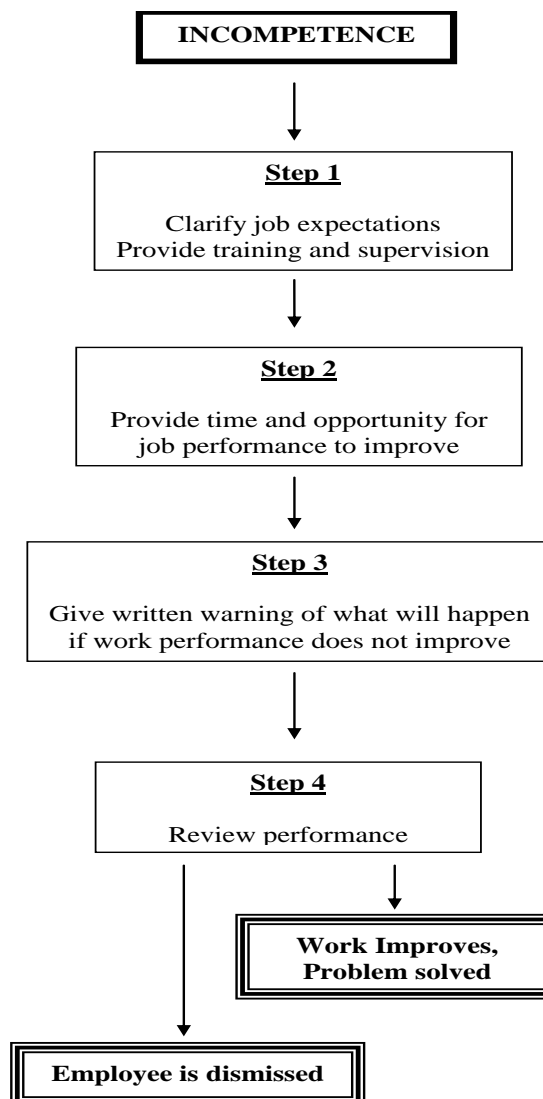 INCOMPETENCE
Step 1
Clarify job expectations
Provide training and supervision
Step 2
Provide time and opportunity for
job performance to improve
Step 3
Give written warning of what will happen
if work performance does not improve
Step 4
Review performance
Work Improves,
Problem solved
Employee is dismissed